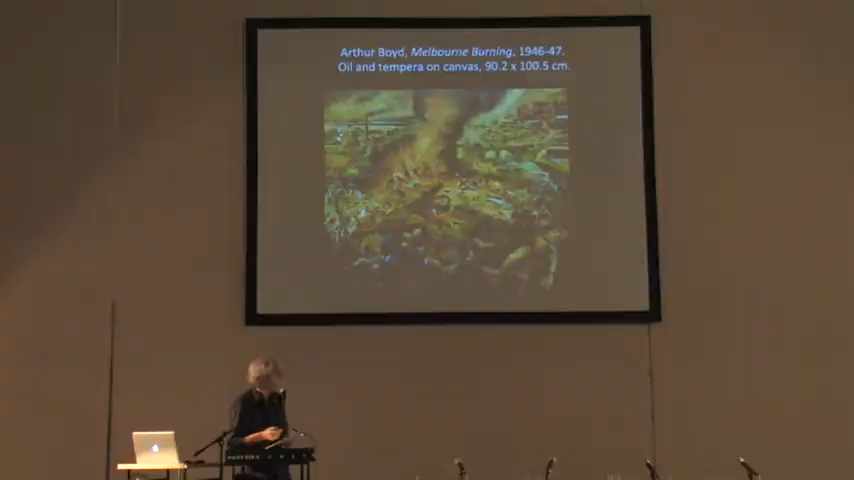 Arthur Boyd, Melbourne Burning, 1946-47.
Oil and tempera on canvas, 90.2 x 100.5 cm.